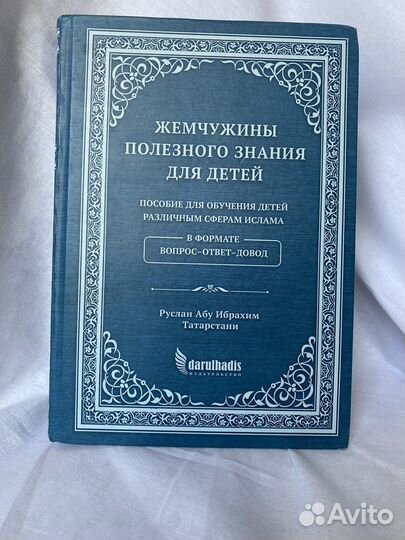 ЖЕМЧУЖИНЫ
ПОЛЕЗНОГО ЗНАНИЯ
ДЛЯ ДЕТЕЙ
ПОСОБИЕ ДЛЯ ОБУЧЕНИЯ ДЕТЕЙ
РАЗЛИЧНЫМ СФЕРАМ ИСЛАМА
В ФОРМАТЕ
ВОПРОС–ОТВЕТ–ДОВОД
Руслан Абу Ибрахим
Татарстани
darulhadis
ИЗДАТЕЛЬСТВО
Avito